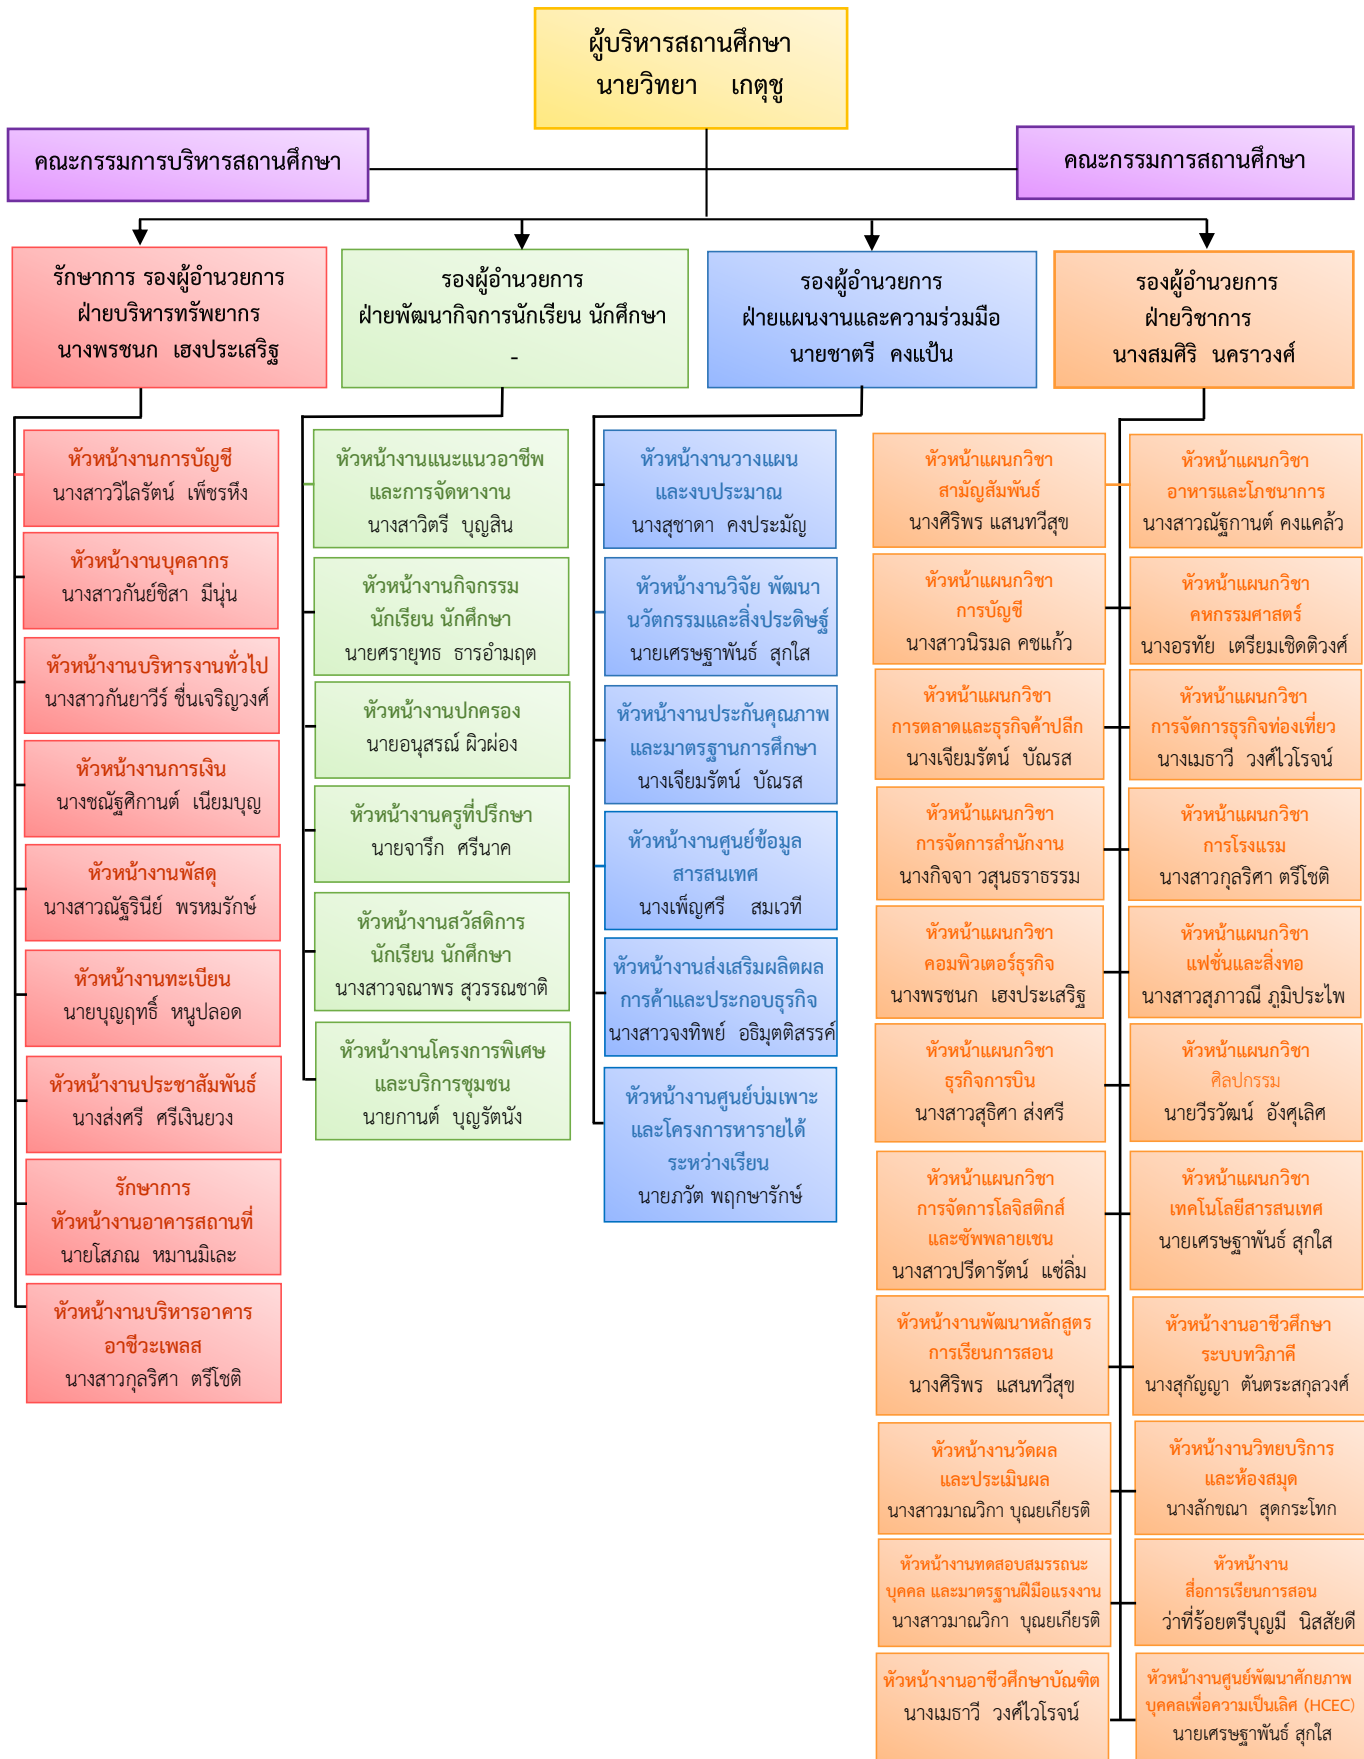 ผู้บริหารสถานศึกษา
นายวิทยา เกตุชู
คณะกรรมการบริหารสถานศึกษา
คณะกรรมการสถานศึกษา
รักษาการ รองผู้อำนวยการ
ฝ่ายบริหารทรัพยากร
นางพรชนก เฮงประเสริฐ
รองผู้อำนวยการ
ฝ่ายพัฒนากิจการนักเรียน นักศึกษา
-
รองผู้อำนวยการ
ฝ่ายแผนงานและความร่วมมือ
นายชาตรี คงแป้น
รองผู้อำนวยการ
ฝ่ายวิชาการ
นางสมศิริ นคราวงศ์
หัวหน้างานการบัญชี
นางสาววิไลรัตน์ เพ็ชรหึง
หัวหน้างานบุคลากร
นางสาวกันย์ชิสา มีนุ่น
หัวหน้างานบริหารงานทั่วไป
นางสาวกันยาวีร์ ชื่นเจริญวงศ์
หัวหน้างานการเงิน
นางชณัฐศิกานต์ เนียมบุญ
หัวหน้างานพัสดุ
นางสาวณัฐรินีย์ พรหมรักษ์
หัวหน้างานทะเบียน
นายบุญฤทธิ์ หนูปลอด
หัวหน้างานประชาสัมพันธ์
นางส่งศรี ศรีเงินยวง
รักษาการ
หัวหน้างานอาคารสถานที่
นายโสภณ หมานมิเละ
หัวหน้างานบริหารอาคาร
อาชีวะเพลส
นางสาวกุลริศา ตรีโชติ
หัวหน้างานแนะแนวอาชีพ
และการจัดหางาน
นางสาวิตรี บุญสิน
หัวหน้างานกิจกรรม
นักเรียน นักศึกษา
นายศรายุทธ ธารอำมฤต
หัวหน้างานปกครอง
นายอนุสรณ์ ผิวผ่อง
หัวหน้างานครูที่ปรึกษา
นายจารึก ศรีนาค
หัวหน้างานสวัสดิการ
นักเรียน นักศึกษา
นางสาวจณาพร สุวรรณชาติ
หัวหน้างานโครงการพิเศษ
และบริการชุมชน
นายกานต์ บุญรัตนัง
หัวหน้างานวางแผน
และงบประมาณ
นางสุชาดา คงประมัญ
หัวหน้างานวิจัย พัฒนา
นวัตกรรมและสิ่งประดิษฐ์
นายเศรษฐาพันธ์ สุกใส
หัวหน้างานประกันคุณภาพ
และมาตรฐานการศึกษา
นางเจียมรัตน์ บัณรส
หัวหน้างานศูนย์ข้อมูล
สารสนเทศ
นางเพ็ญศรี สมเวที
หัวหน้างานส่งเสริมผลิตผล
การค้าและประกอบธุรกิจ
นางสาวจงทิพย์ อธิมุตติสรรค์
หัวหน้างานศูนย์บ่มเพาะ
และโครงการหารายได้
ระหว่างเรียน
นายภวัต พฤกษารักษ์
หัวหน้าแผนกวิชา
สามัญสัมพันธ์
นางศิริพร แสนทวีสุข
หัวหน้าแผนกวิชา
อาหารและโภชนาการ
นางสาวณัฐกานต์ คงแคล้ว
หัวหน้าแผนกวิชา
การบัญชี
นางสาวนิรมล คชแก้ว
หัวหน้าแผนกวิชา
คหกรรมศาสตร์
นางอรทัย เตรียมเชิดติวงศ์
หัวหน้าแผนกวิชา
การตลาดและธุรกิจค้าปลีก
นางเจียมรัตน์ บัณรส
หัวหน้าแผนกวิชา
การจัดการธุรกิจท่องเที่ยว
นางเมธาวี วงศ์ไวโรจน์
หัวหน้าแผนกวิชา
การจัดการสำนักงาน
นางกิจจา วสุนธราธรรม
หัวหน้าแผนกวิชา
การโรงแรม
นางสาวกุลริศา ตรีโชติ
หัวหน้าแผนกวิชา
คอมพิวเตอร์ธุรกิจ
นางพรชนก เฮงประเสริฐ
หัวหน้าแผนกวิชา
แฟชั่นและสิ่งทอ
นางสาวสุภาวณี ภูมิประไพ
หัวหน้าแผนกวิชา
ธุรกิจการบิน
นางสาวสุธิศา ส่งศรี
หัวหน้าแผนกวิชา
ศิลปกรรม
นายวีรวัฒน์ อังศุเลิศ
หัวหน้าแผนกวิชา
การจัดการโลจิสติกส์
และซัพพลายเชน
นางสาวปรีดารัตน์ แซ่ลิ่ม
หัวหน้าแผนกวิชา
เทคโนโลยีสารสนเทศ
นายเศรษฐาพันธ์ สุกใส
หัวหน้างานพัฒนาหลักสูตร
การเรียนการสอน
นางศิริพร แสนทวีสุข
หัวหน้างานอาชีวศึกษา
ระบบทวิภาคี
นางสุกัญญา ตันตระสกุลวงศ์
หัวหน้างานวัดผล
และประเมินผล
นางสาวมาณวิกา บุณยเกียรติ
หัวหน้างานวิทยบริการ
และห้องสมุด
นางลักขณา สุดกระโทก
หัวหน้างานทดสอบสมรรถนะ
บุคคล และมาตรฐานฝีมือแรงงาน
นางสาวมาณวิกา บุณยเกียรติ
หัวหน้างาน
สื่อการเรียนการสอน
ว่าที่ร้อยตรีบุญมี นิสสัยดี
หัวหน้างานอาชีวศึกษาบัณฑิต
นางเมธาวี วงศ์ไวโรจน์
หัวหน้างานศูนย์พัฒนาศักยภาพ
บุคคลเพื่อความเป็นเลิศ (HCEC)
นายเศรษฐาพันธ์ สุกใส